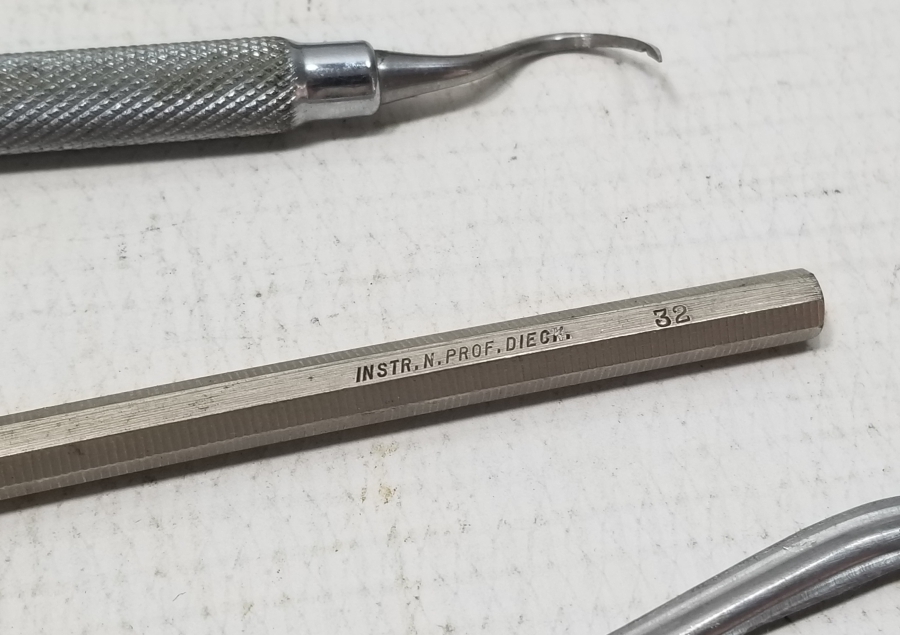 INSTR. N. PROF. DIECK. 32